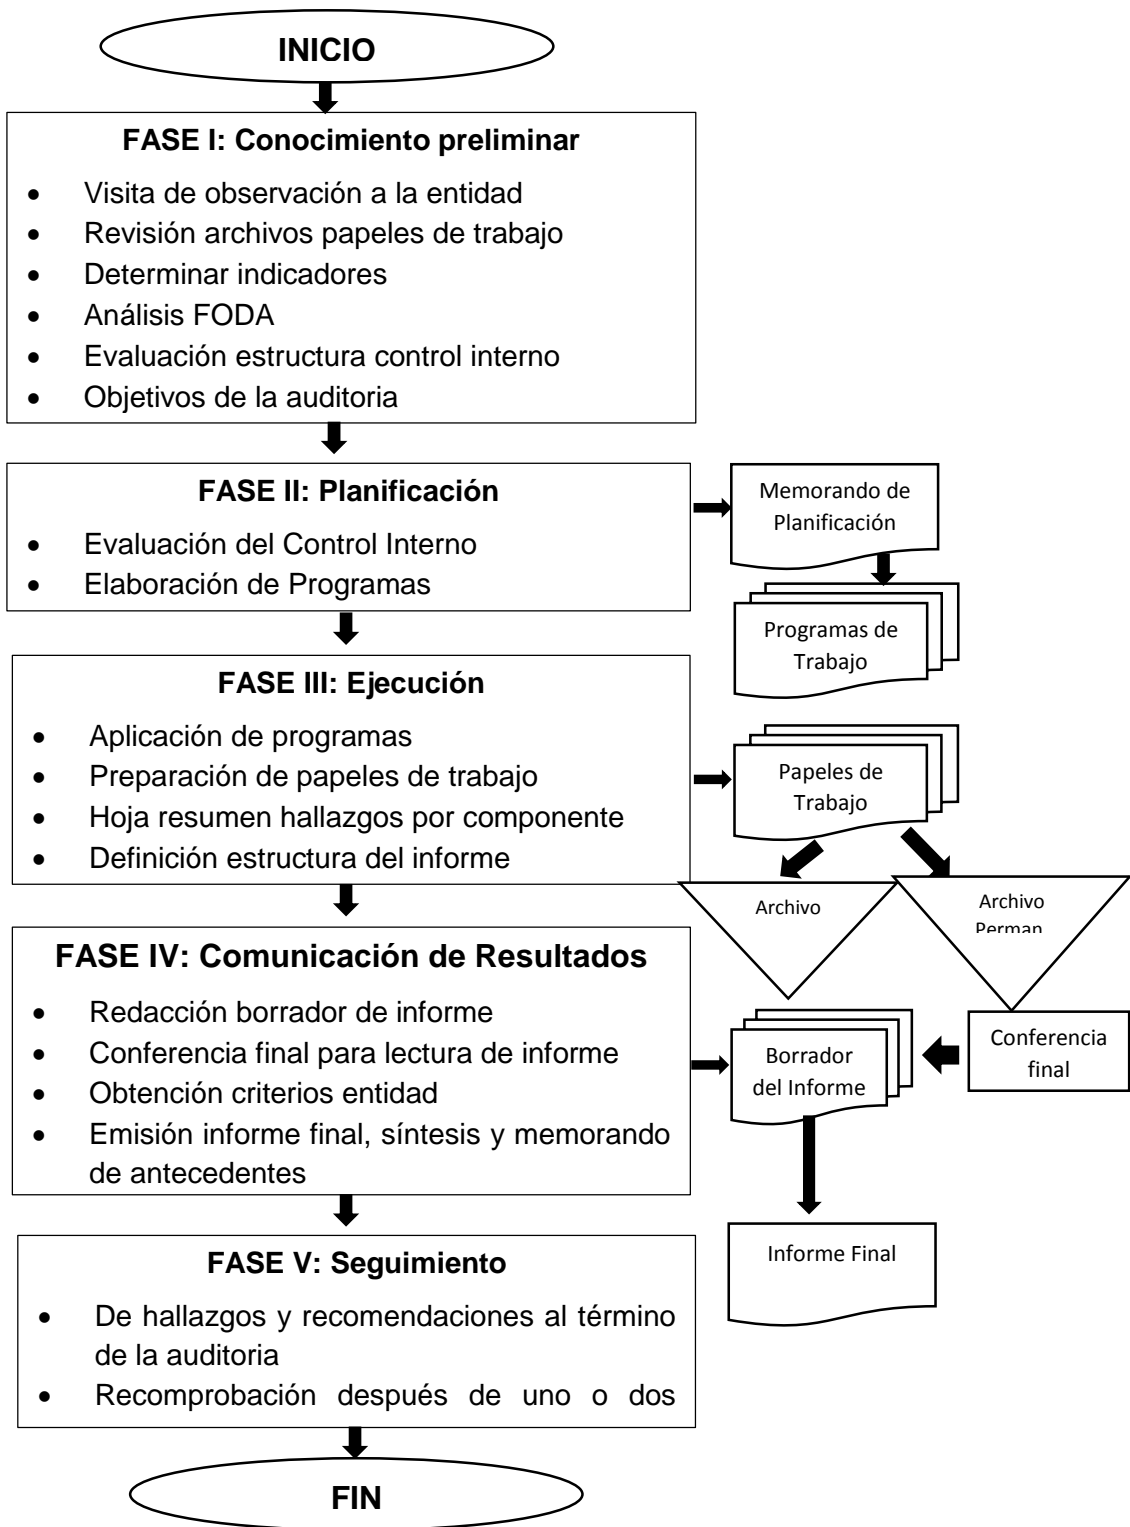 INICIO
FASE I: Conocimiento preliminar
• Visita de observación a la entidad
• Revisión archivos papeles de trabajo
• Determinar indicadores
• Análisis FODA
• Evaluación estructura control interno
• Objetivos de la auditoria
FASE II: Planificación
• Evaluación del Control Interno
• Elaboración de Programas
Memorando de
Planificación
Programas de
Trabajo
FASE III: Ejecución
• Aplicación de programas
• Preparación de papeles de trabajo
• Hoja resumen hallazgos por componente
• Definición estructura del informe
Papeles de
Trabajo
Archivo
Archivo
Perman
FASE IV: Comunicación de Resultados
• Redacción borrador de informe
• Conferencia final para lectura de informe
• Obtención criterios entidad
• Emisión informe final, síntesis y memorando
de antecedentes
Borrador
del Informe
Conferencia
final
Informe Final
FASE V: Seguimiento
• De hallazgos y recomendaciones al término
de la auditoria
• Recomprobación después de uno o dos
FIN